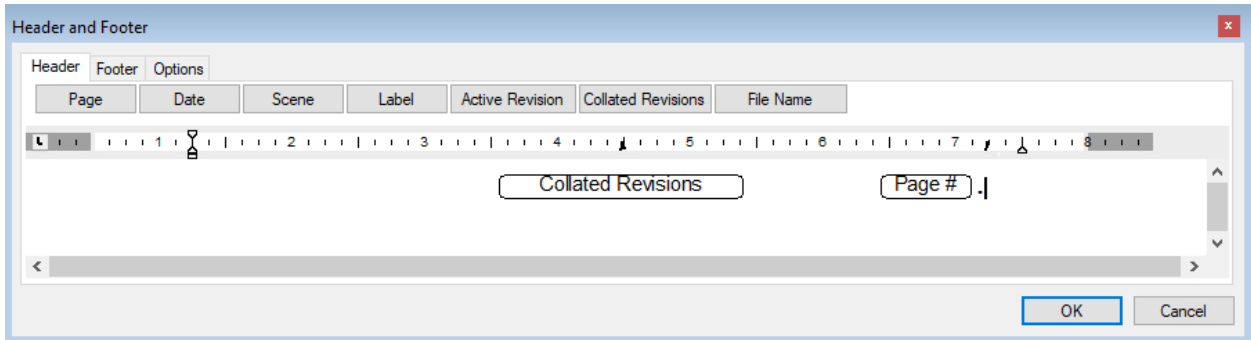 Header and Footer x
Header Footer Options
Page Date Scene Label Active Revision Collated Revisions File Name
1 2 3 4 5 6 7 8
Collated Revisions Page # .
OK Cancel